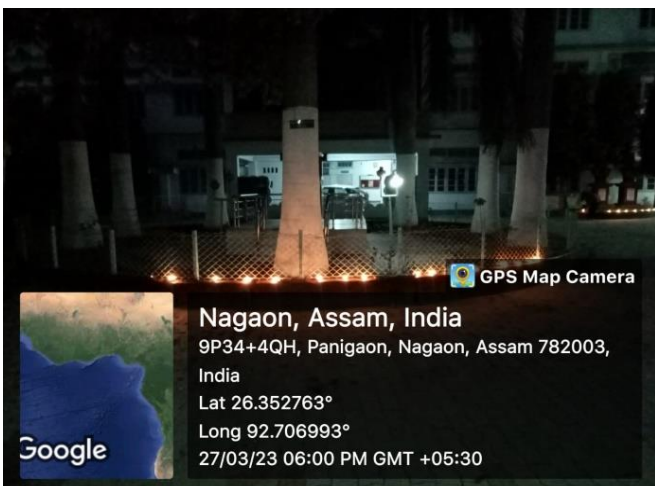 GPS Map Camera
Nagaon, Assam, India
9P34+4QH, Panigaon, Nagaon, Assam 782003,
India
Lat 26.352763°
Long 92.706993°
27/03/23 06:00 PM GMT +05:30
Google